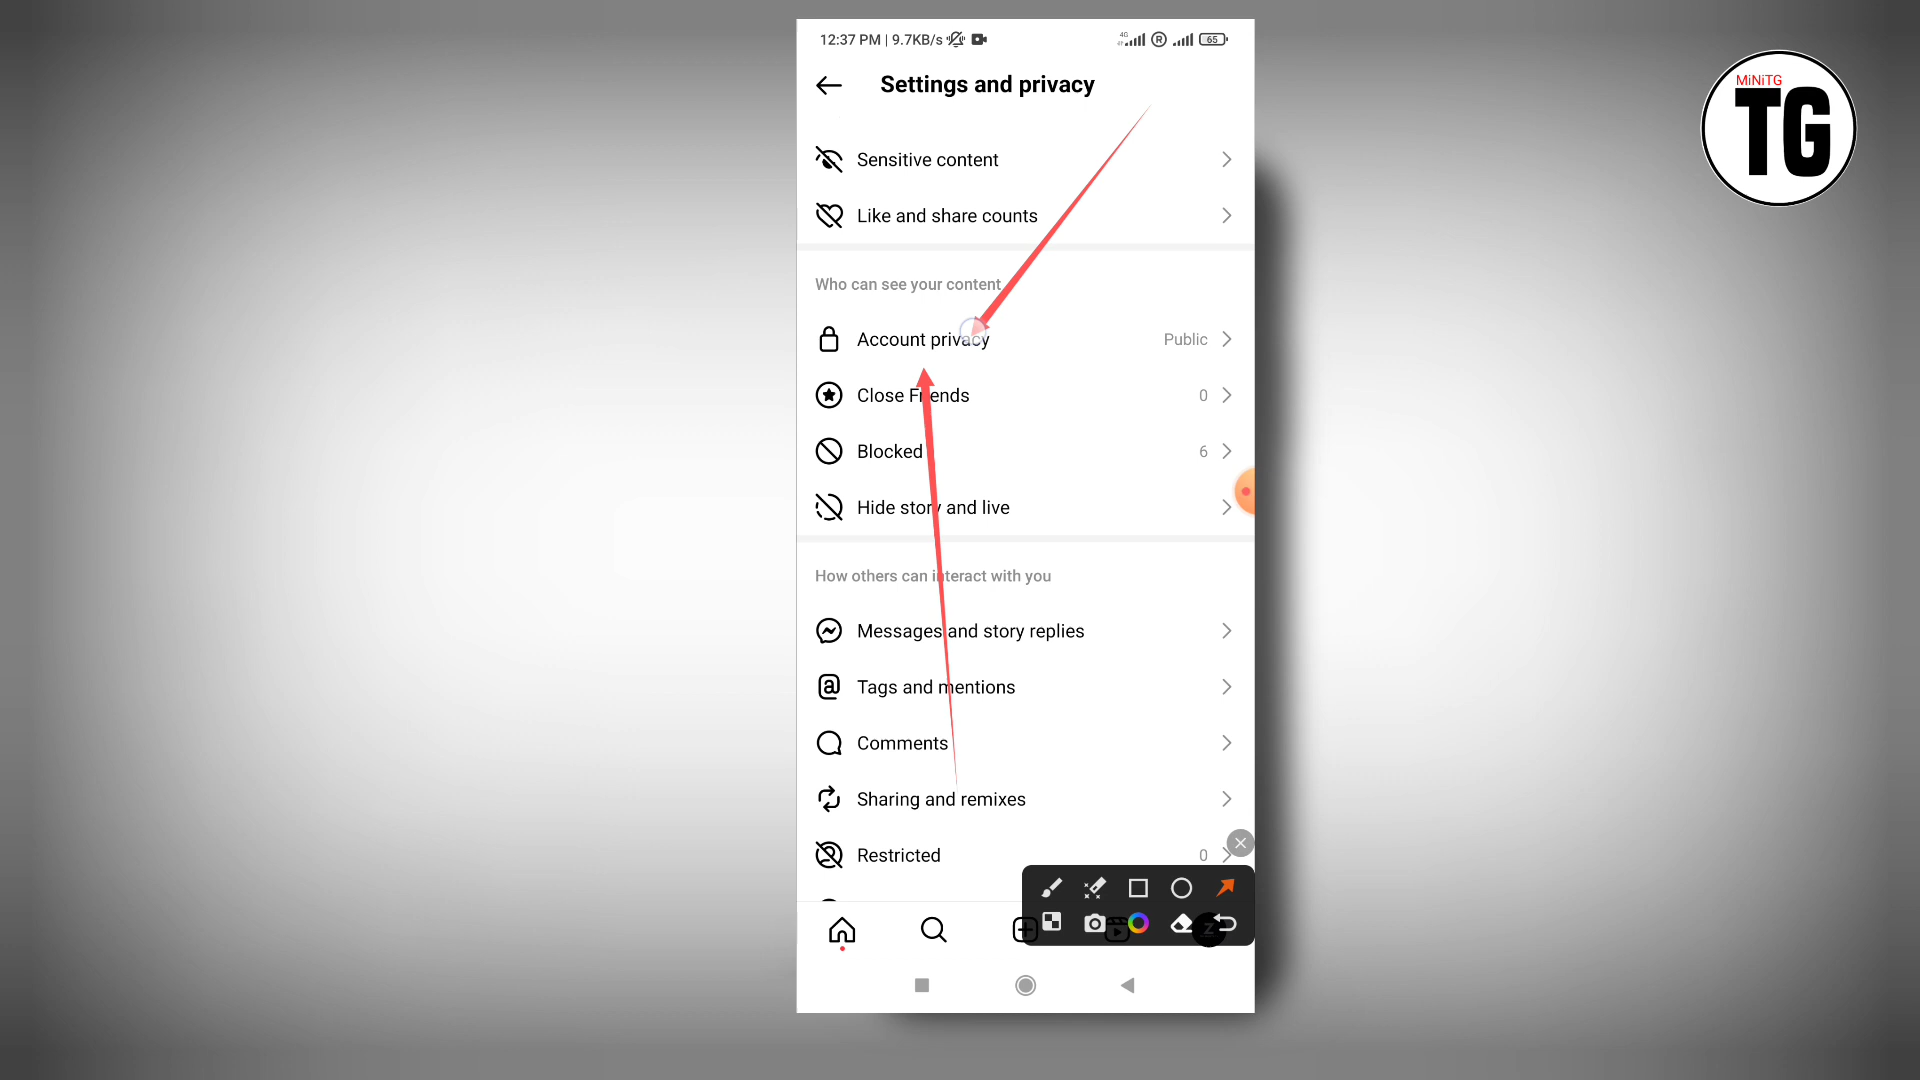 12:37 PM | 9.7KB/s
4G
R
65
MiNiTG
TG
Settings and privacy
Sensitive content
Like and share counts
Who can see your content
Account privacy
Public
Close Friends
0
Blocked
6
Hide story and live
How others can interact with you
Messages and story replies
Tags and mentions
Comments
Sharing and remixes
Restricted
0
Z